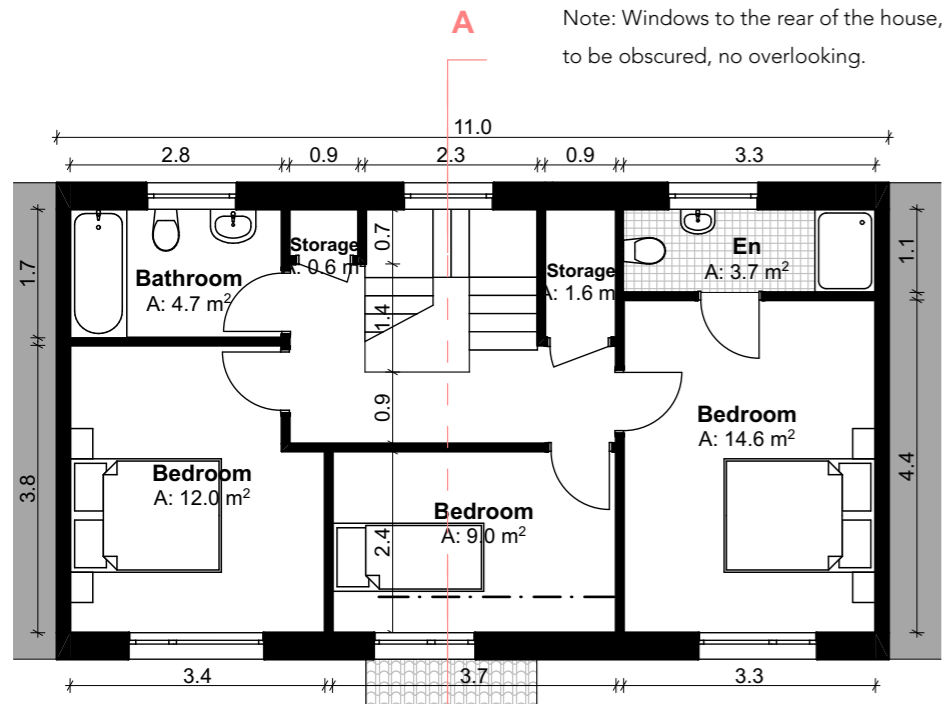 A
Note: Windows to the rear of the house,
to be obscured, no overlooking.
11.0
2.8 0.9 2.3 0.9 3.3
1.7
Bathroom
A: 4.7 m²
Storage
A: 0.6 m²
0.7
1.4
0.9
Storage
A: 1.6 m
En
A: 3.7 m²
1.1
3.8
Bedroom
A: 12.0 m²
Bedroom
A: 9.0 m²
2.4
Bedroom
A: 14.6 m²
4.4
3.4 3.7 3.3